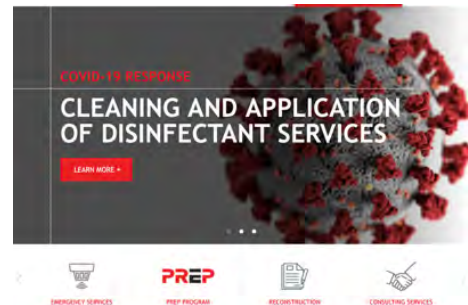 COVID-19 RESPONSE
CLEANING AND APPLICATION
OF DISINFECTANT SERVICES
LEARN MORE +
PREP
EMERGENCY SERVICES
PREP PROGRAM
RECONSTRUCTION
CONSULTING SERVICES